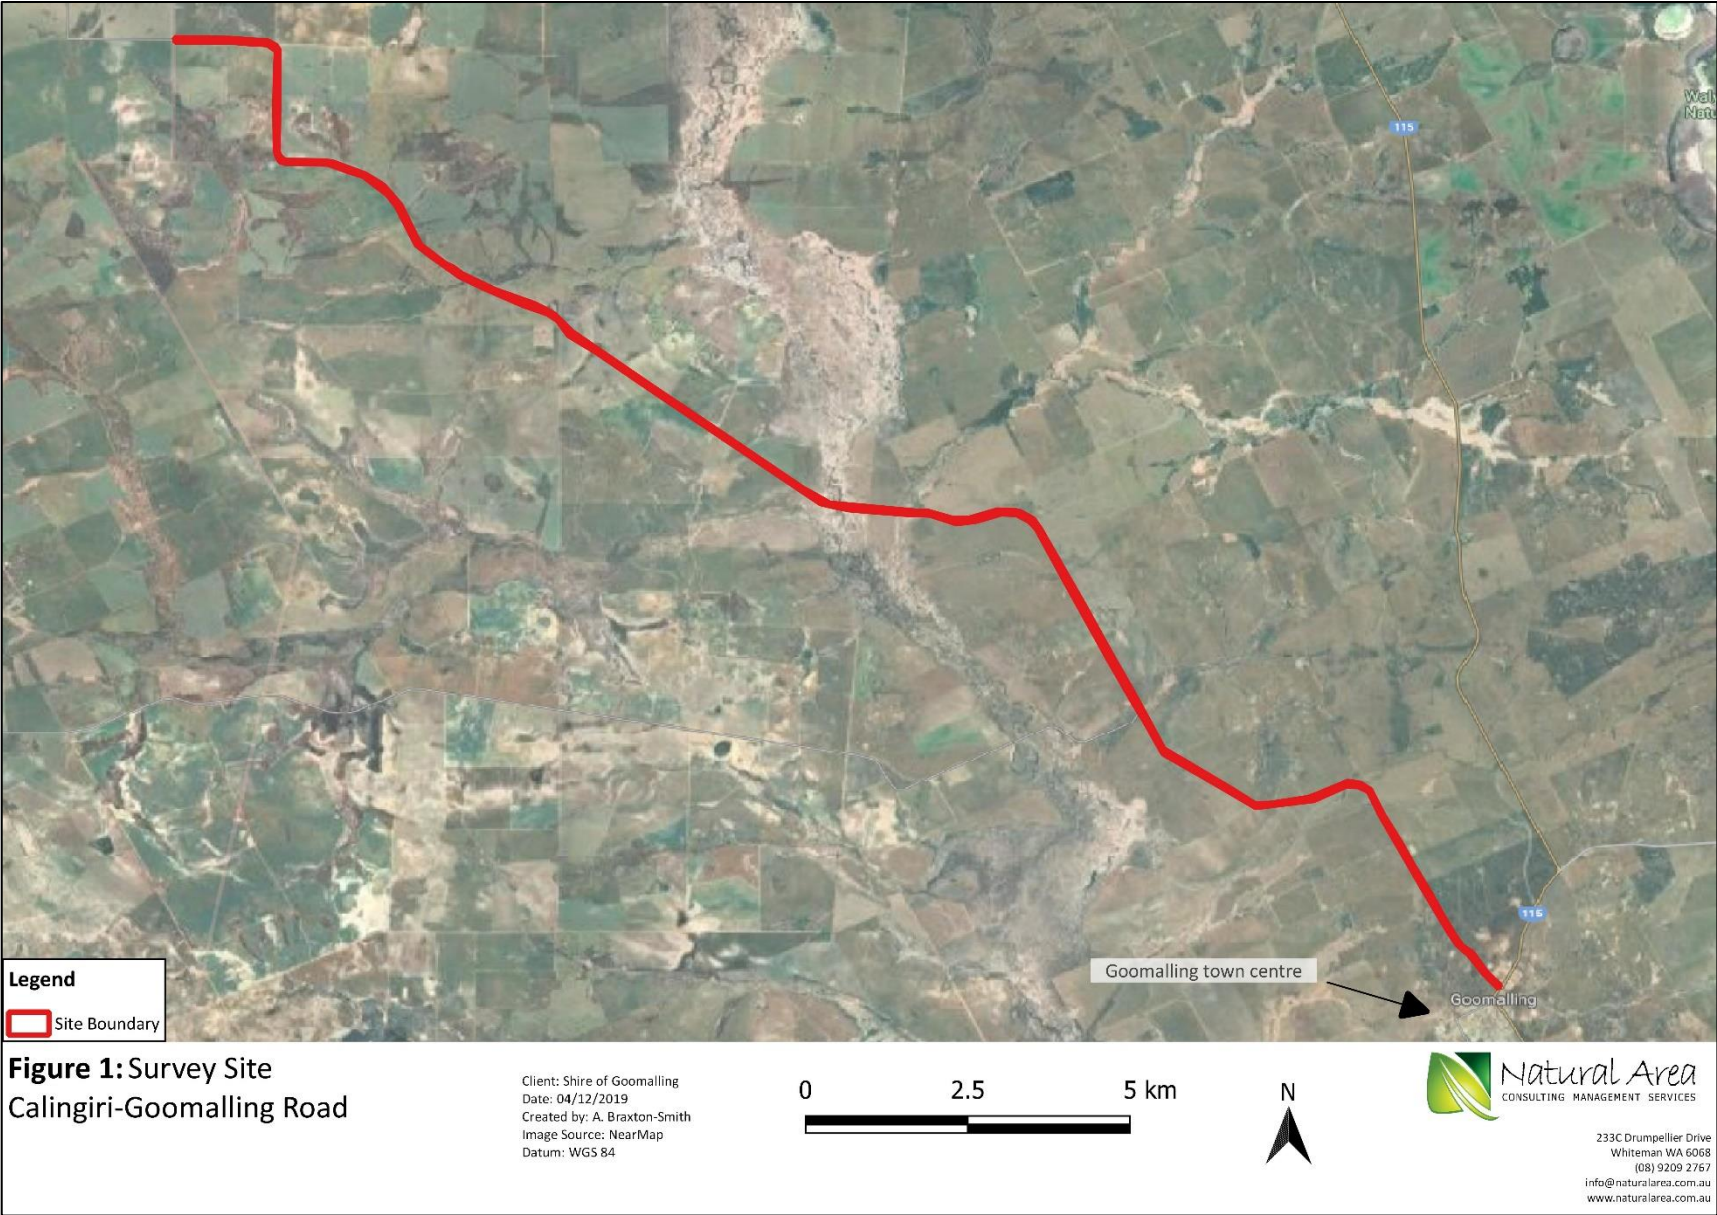 115
Natu
115
Goomalling town centre
Goomalling
Legend
Site Boundary
Figure 1: Survey Site
Calingiri-Goomalling Road
Client: Shire of Goomalling
Date: 04/12/2019
Created by: A. Braxton-Smith
Image Source: NearMap
Datum: WGS 84
0 2.5 5 km
N
Natural Area
CONSULTING MANAGEMENT SERVICES
233C Drumpellier Drive
Whiteman WA 6068
(08) 9209 2767
info@naturalarea.com.au
www.naturalarea.com.au